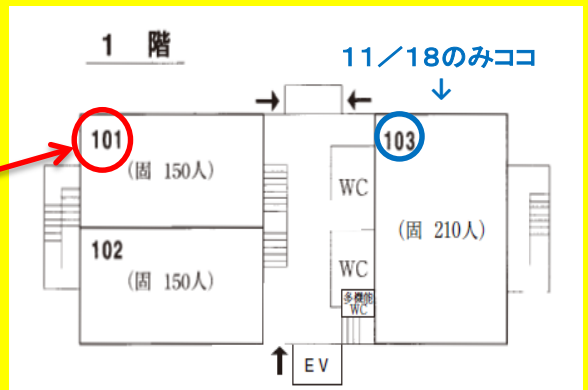 1 階
11／18のみココ
↓
→ ←
101
(固 150人)
103
WC
(固 210人)
102
(固 150人)
WC
多機能
WC
↑
EV